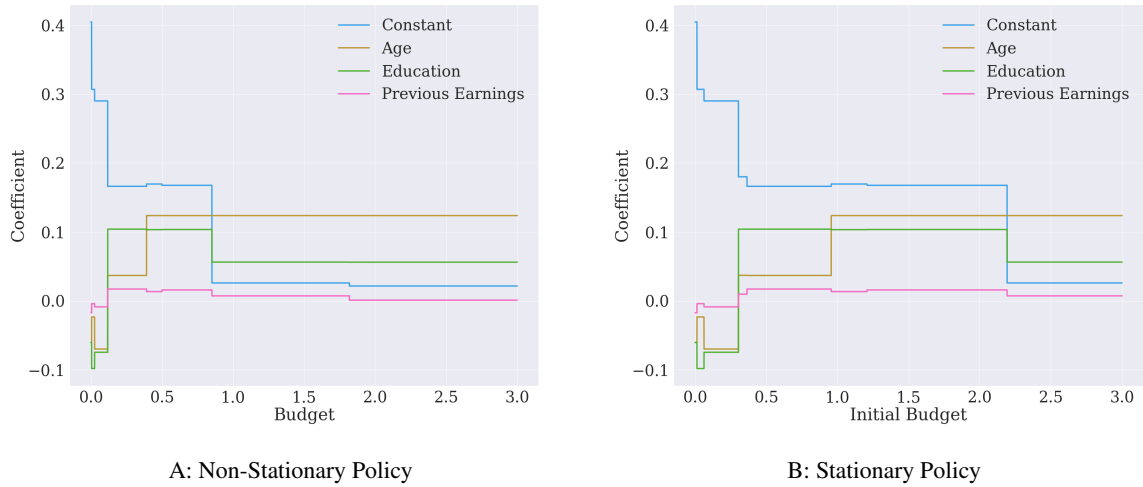 0.4
0.3
0.2
0.1
0.0
−0.1
Coefficient
Constant
Age
Education
Previous Earnings
0.0 0.5 1.0 1.5 2.0 2.5 3.0
Budget
A: Non-Stationary Policy
0.4
0.3
0.2
0.1
0.0
−0.1
Coefficient
Constant
Age
Education
Previous Earnings
0.0 0.5 1.0 1.5 2.0 2.5 3.0
Initial Budget
B: Stationary Policy